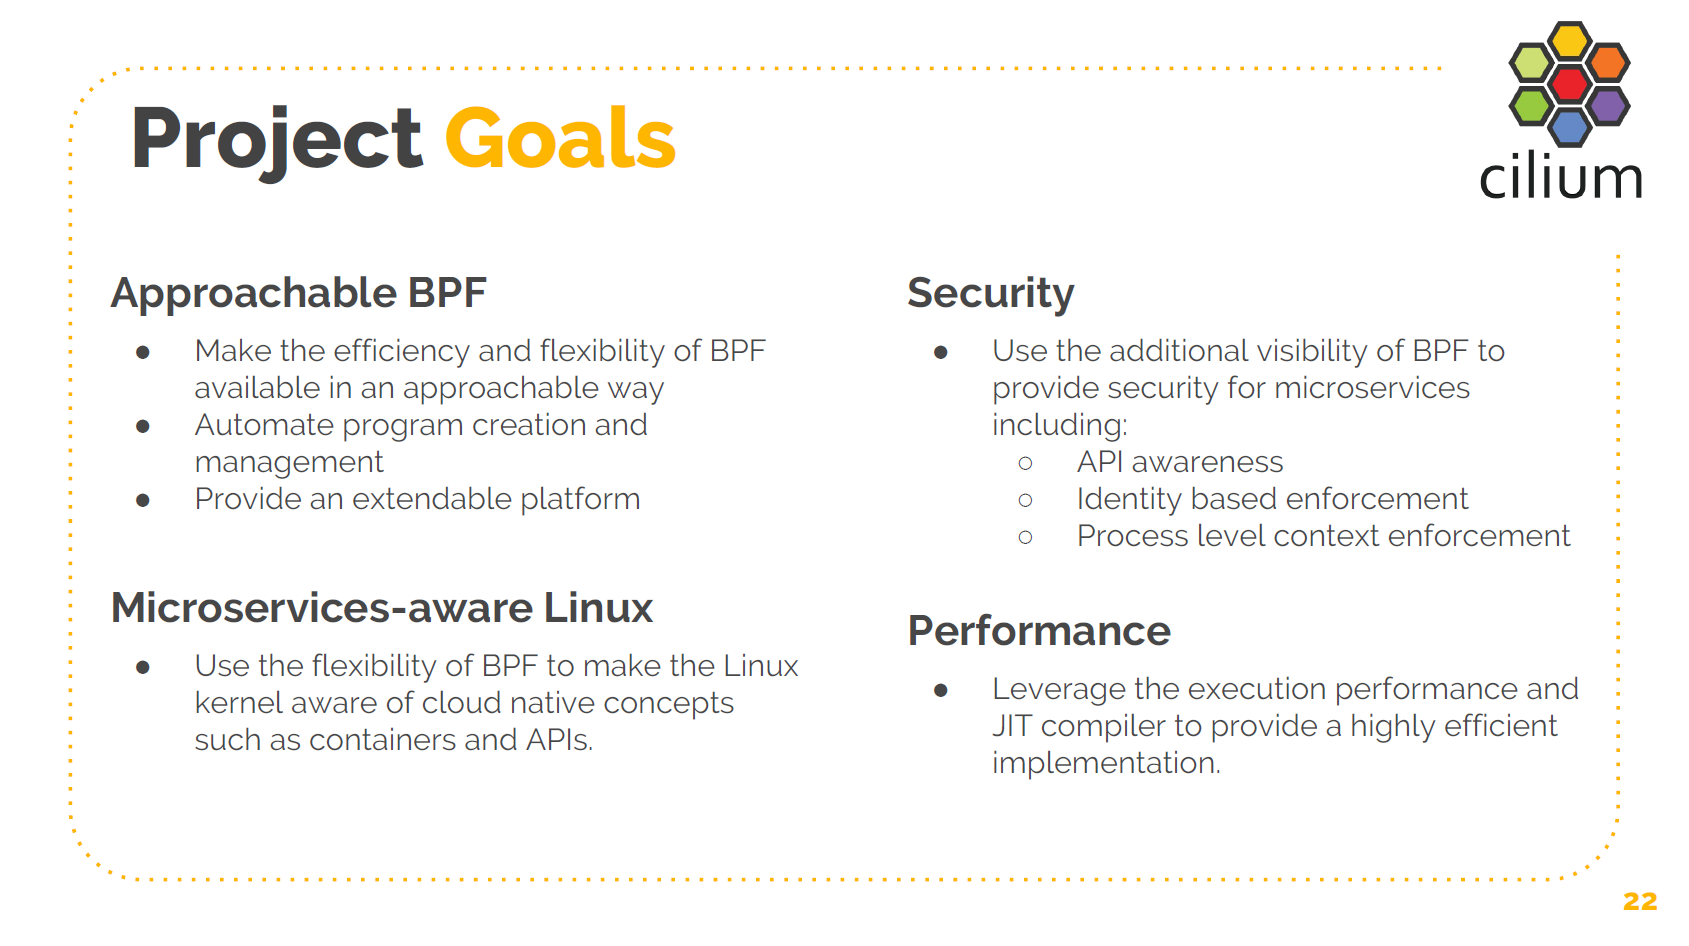 cilium
Project Goals
Approachable BPF
● Make the efficiency and flexibility of BPF
available in an approachable way
● Automate program creation and
management
● Provide an extendable platform
Microservices-aware Linux
● Use the flexibility of BPF to make the Linux
kernel aware of cloud native concepts
such as containers and APIs.
Security
● Use the additional visibility of BPF to
provide security for microservices
including:
○ API awareness
○ Identity based enforcement
○ Process level context enforcement
Performance
● Leverage the execution performance and
JIT compiler to provide a highly efficient
implementation.
22